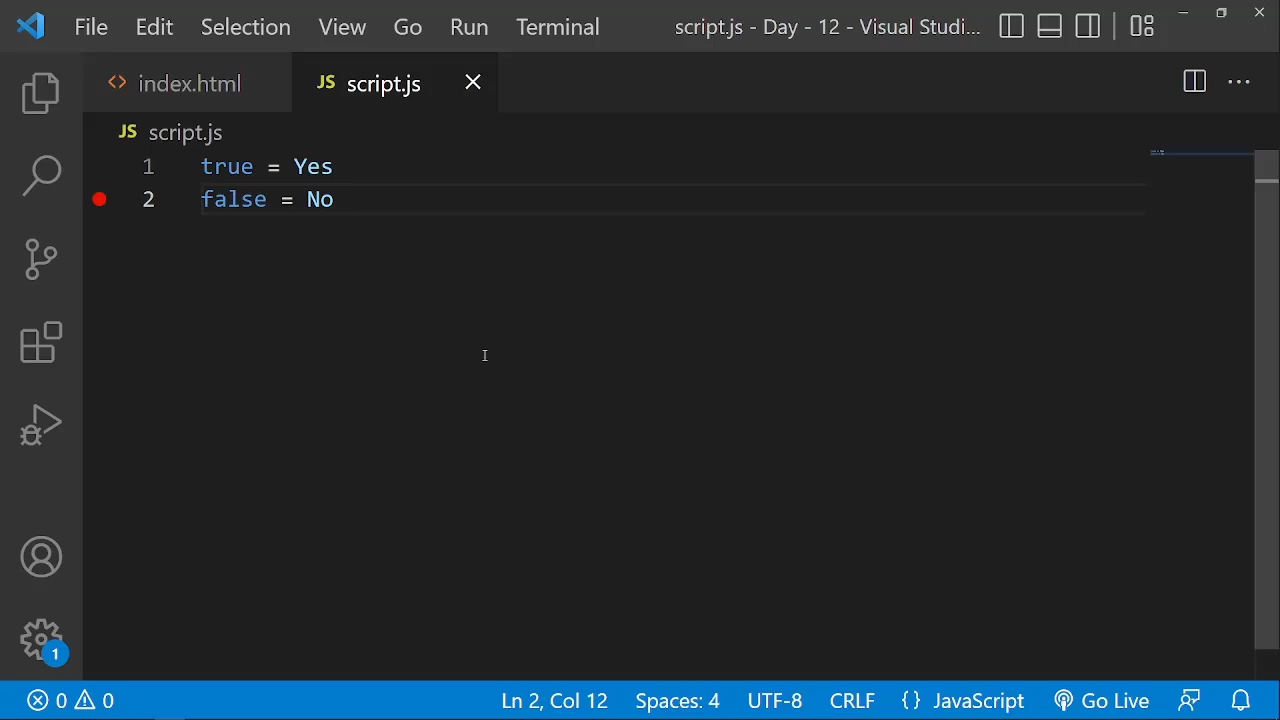 File Edit Selection View Go Run Terminal script.js - Day - 12 - Visual Studi...
index.html JS script.js
JS script.js
1 true = Yes
2 false = No
1
0 0 Ln 2, Col 12 Spaces: 4 UTF-8 CRLF {} JavaScript Go Live